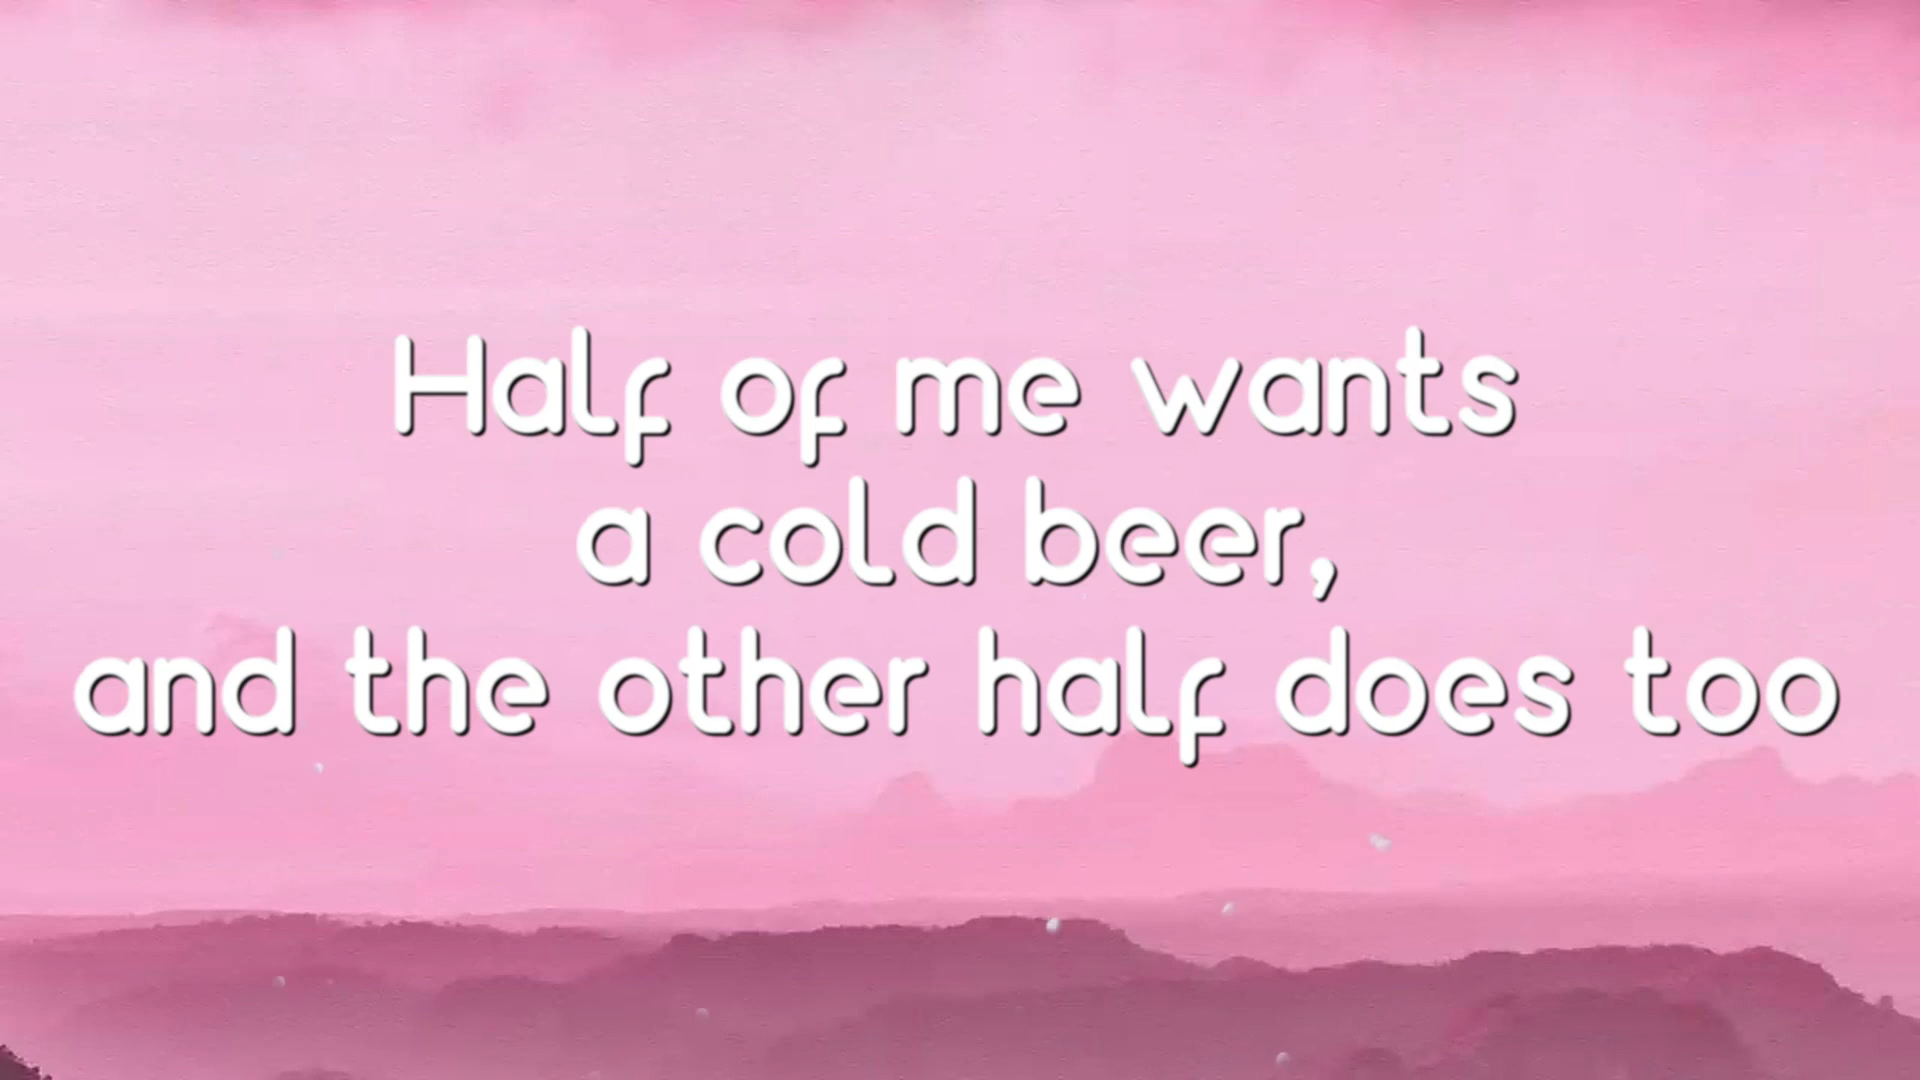 Half of me wants
a cold beer,
and the other half does too